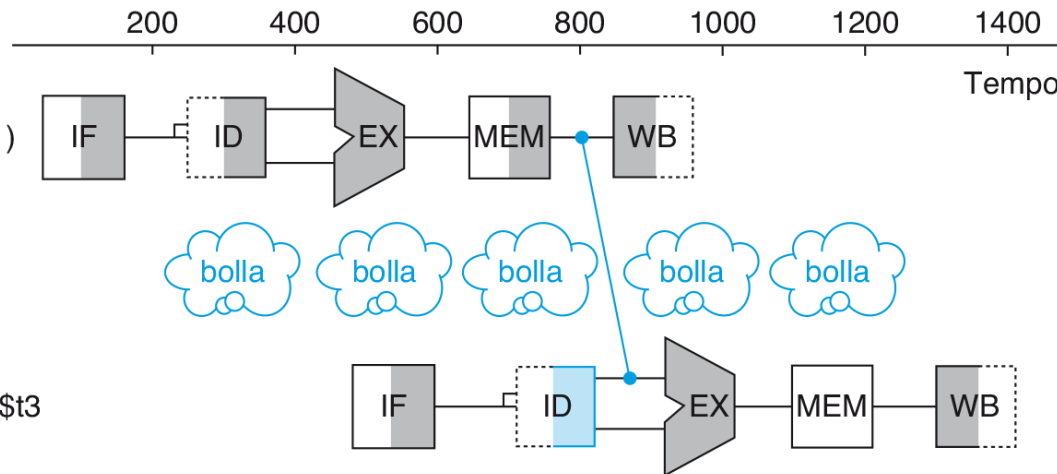 200 400 600 800 1000 1200 1400
Tempo
) IF ID EX MEM WB
bolla bolla bolla bolla bolla
$t3 IF ID EX MEM WB